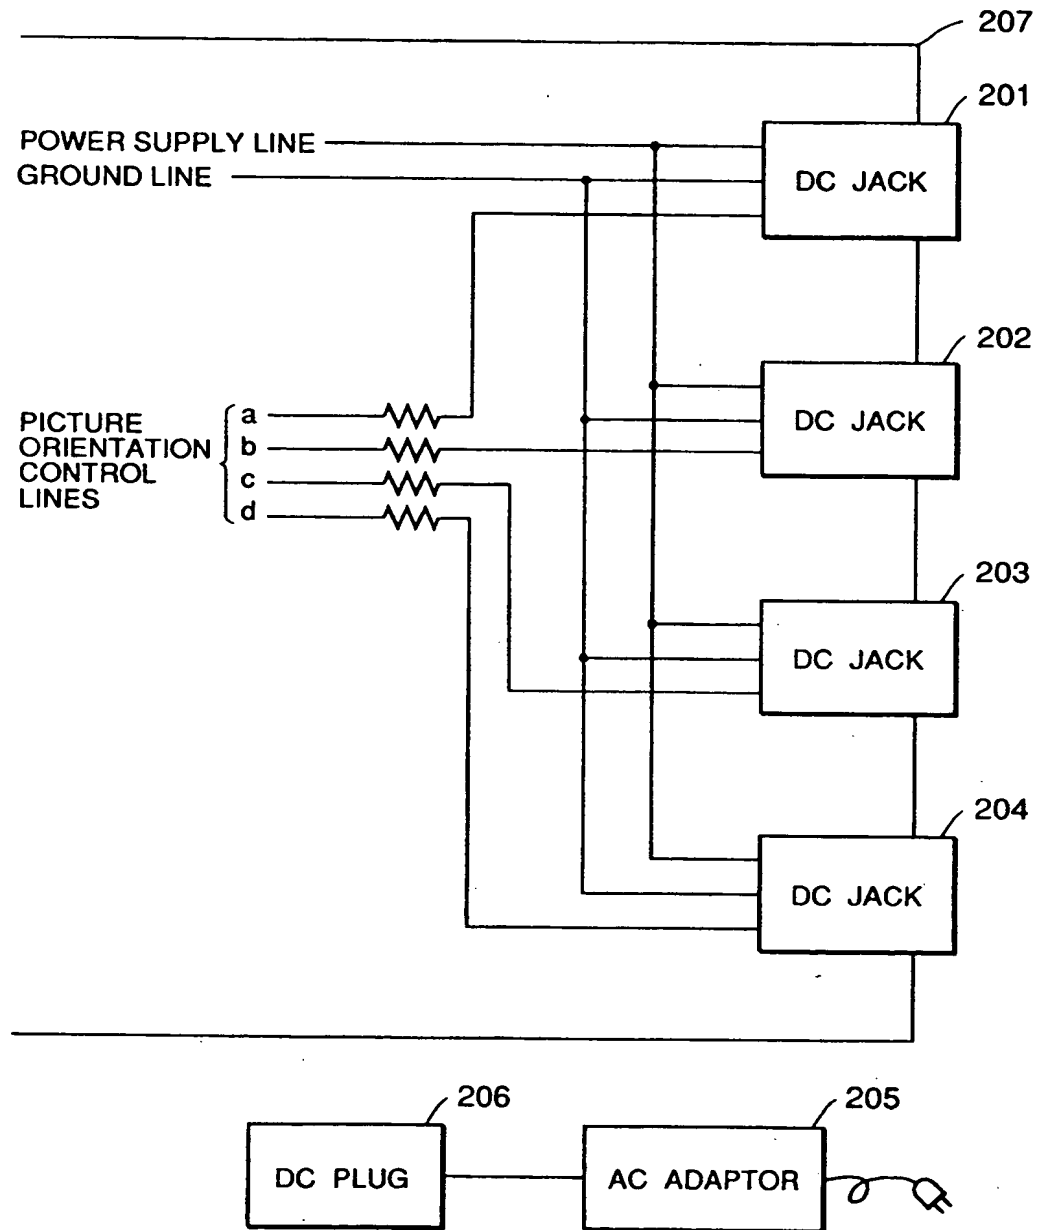 207
201
POWER SUPPLY LINE
GROUND LINE
DC JACK
202
DC JACK
PICTURE
ORIENTATION
CONTROL
LINES
a
b
c
d
203
DC JACK
204
DC JACK
206
205
DC PLUG
AC ADAPTOR